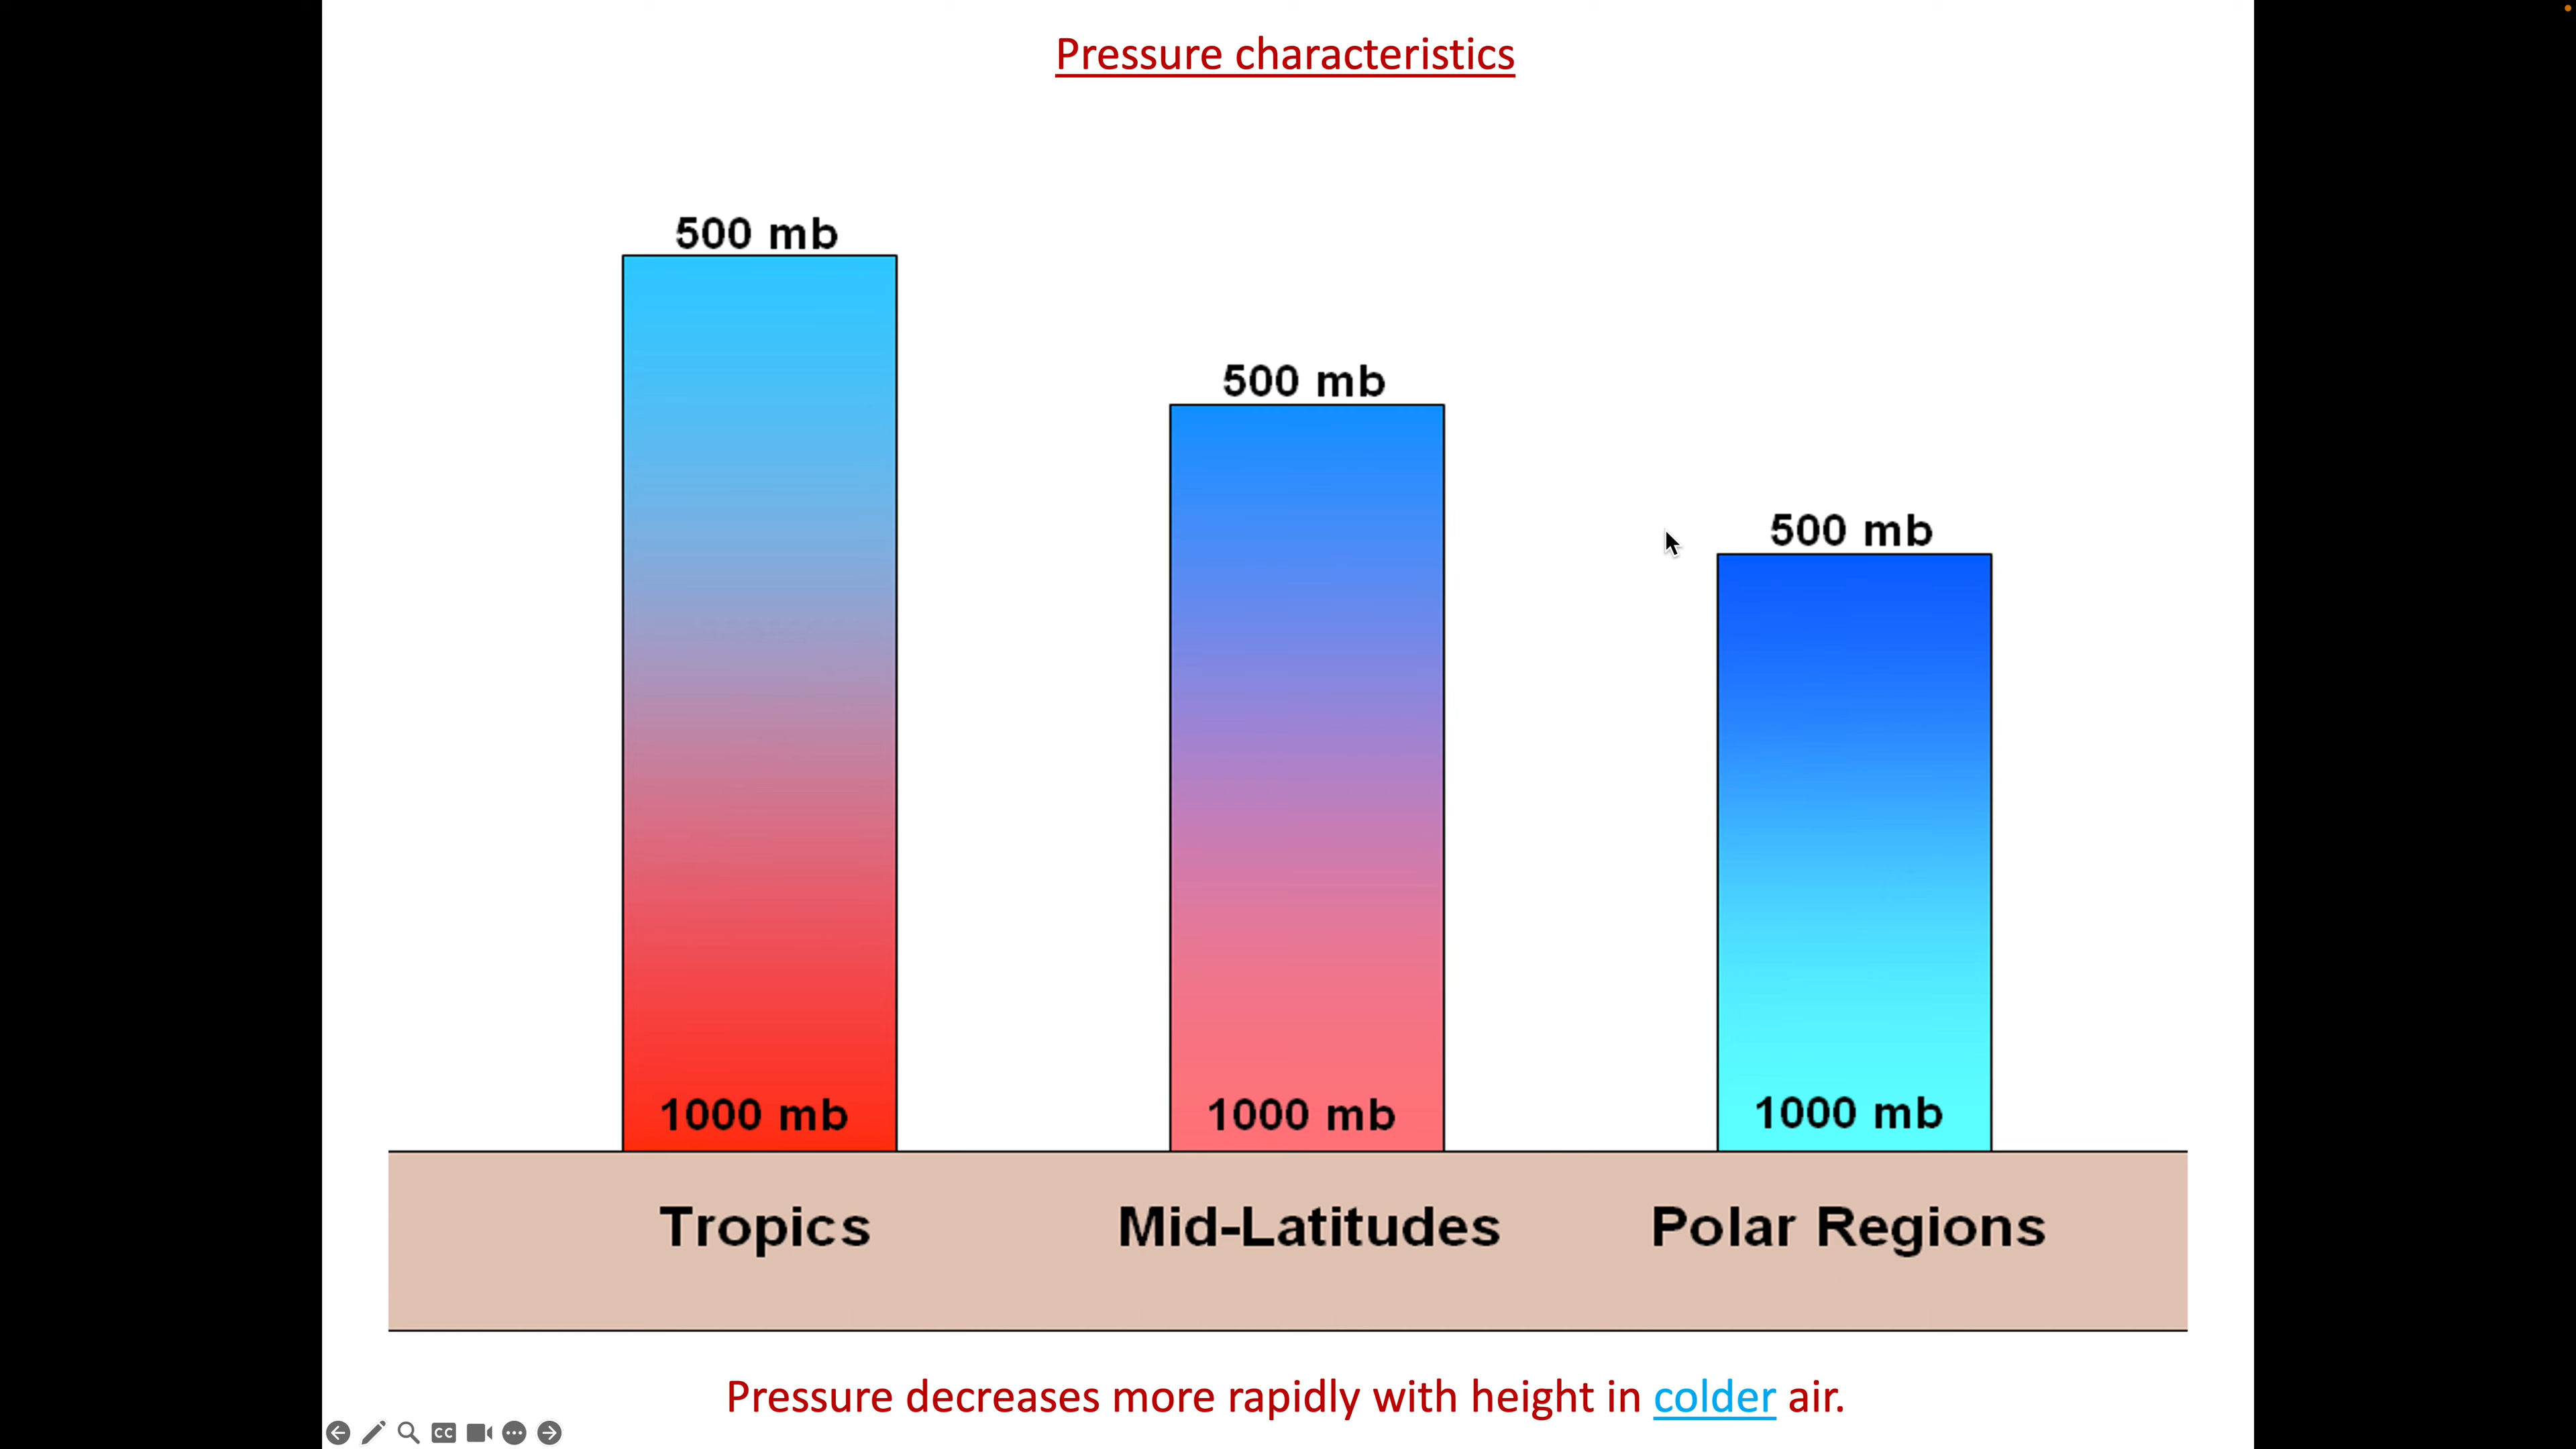 Pressure characteristics
500 mb
500 mb
500 mb
1000 mb
1000 mb
1000 mb
Tropics
Mid-Latitudes
Polar Regions
Pressure decreases more rapidly with height in colder air.
CC